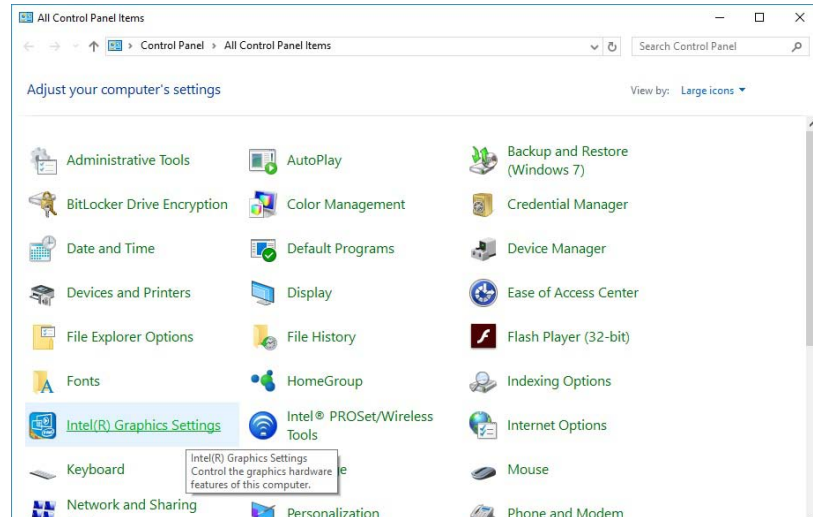 All Control Panel Items
Control Panel › All Control Panel Items
Search Control Panel
Adjust your computer's settings
View by: Large icons
Administrative Tools
AutoPlay
Backup and Restore
(Windows 7)
BitLocker Drive Encryption
Color Management
Credential Manager
Date and Time
Default Programs
Device Manager
Devices and Printers
Display
Ease of Access Center
File Explorer Options
File History
Flash Player (32-bit)
Fonts
HomeGroup
Indexing Options
Intel(R) Graphics Settings
Intel® PROSet/Wireless
Tools
Internet Options
Intel(R) Graphics Settings
Control the graphics hardware
features of this computer.
Keyboard
Mouse
Network and Sharing
Personalization
Phone and Modem